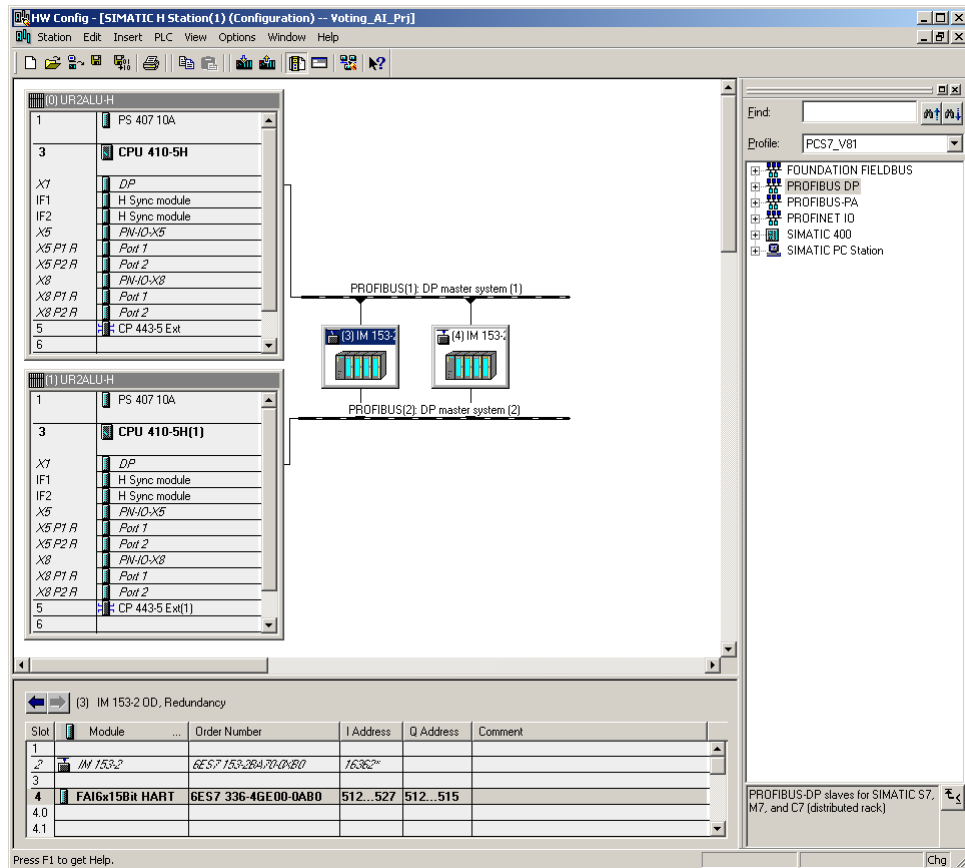 HW Config - [SIMATIC H Station(1) (Configuration) -- Voting_AI_Prj]
Station Edit Insert PLC View Options Window Help
(0) UR2ALU-H
1 PS 407 10A
3 CPU 410-5H
X1 DP
IF1 H Sync module
IF2 H Sync module
X5 PN-IO-X5
X5 P1 R Port 1
X5 P2 R Port 2
X8 PN-IO-X8
X8 P1 R Port 1
X8 P2 R Port 2
5 CP 443-5 Ext
6
PROFIBUS(1): DP master system (1)
(3) IM 153-2
(4) IM 153-2
PROFIBUS(2): DP master system (2)
(1) UR2ALU-H
1 PS 407 10A
3 CPU 410-5H(1)
X1 DP
IF1 H Sync module
IF2 H Sync module
X5 PN-IO-X5
X5 P1 R Port 1
X5 P2 R Port 2
X8 PN-IO-X8
X8 P1 R Port 1
X8 P2 R Port 2
5 CP 443-5 Ext(1)
6
Find:
Profile: PCS7_V81
FOUNDATION FIELDBUS
PROFIBUS DP
PROFIBUS-PA
PROFINET IO
SIMATIC 400
SIMATIC PC Station
(3) IM 153-2 OD, Redundancy
Slot Module ... Order Number I Address Q Address Comment
1
2 IM 153-2 6ES7 153-2BA70-0XB0 16362*
3
4 FAI6x15Bit HART 6ES7 336-4GE00-0AB0 512...527 512...515
4.0
4.1
PROFIBUS-DP slaves for SIMATIC S7,
M7, and C7 (distributed rack)
Press F1 to get Help.
Chg